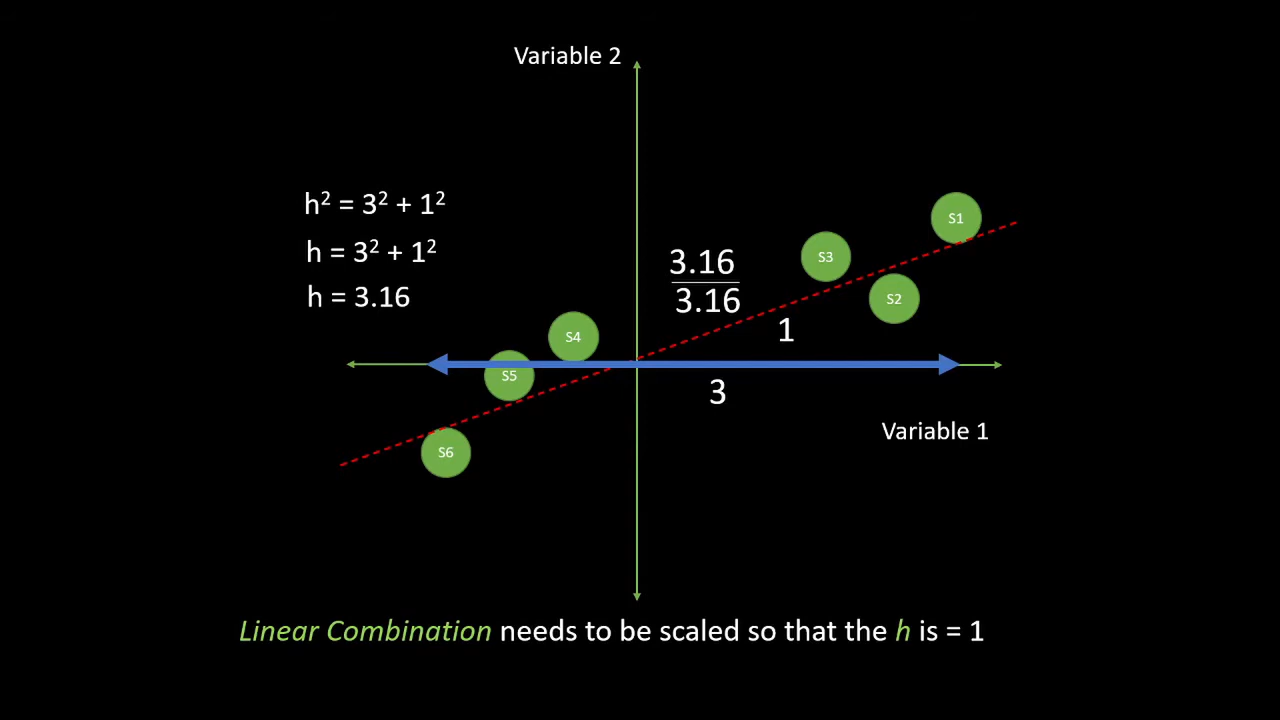 Variable 2
h² = 3² + 1²
h = 3² + 1²
h = 3.16
3.16
3.16
S1
S3
S2
1
S4
S5
3
Variable 1
S6
Linear Combination needs to be scaled so that the h is = 1